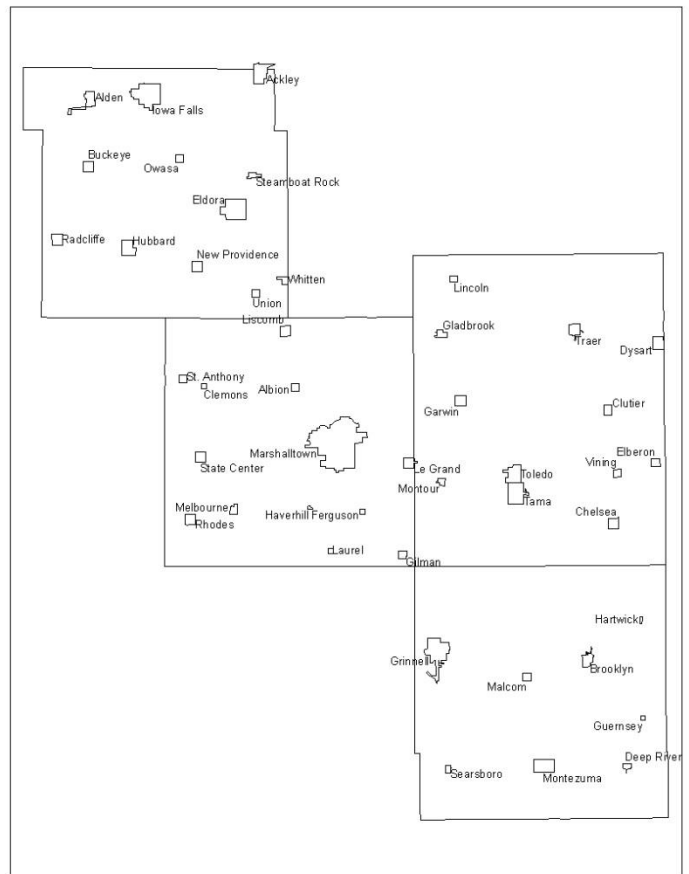 Ackley
Alden
Iowa Falls
Buckeye
Owasa
Steamboat Rock
Eldora
Radcliffe
Hubbard
New Providence
Whitten
Union
Liscomb
Lincoln
Gladbrook
Traer
Dysart
St. Anthony
Clemons
Albion
Garwin
Clutier
Marshalltown
State Center
Le Grand
Montour
Toledo
Tama
Vining
Elberon
Melbourne
Rhodes
Haverhill
Ferguson
Chelsea
Laurel
Gilman
Hartwick
Grinnell
Brooklyn
Malcom
Guernsey
Deep River
Searsboro
Montezuma